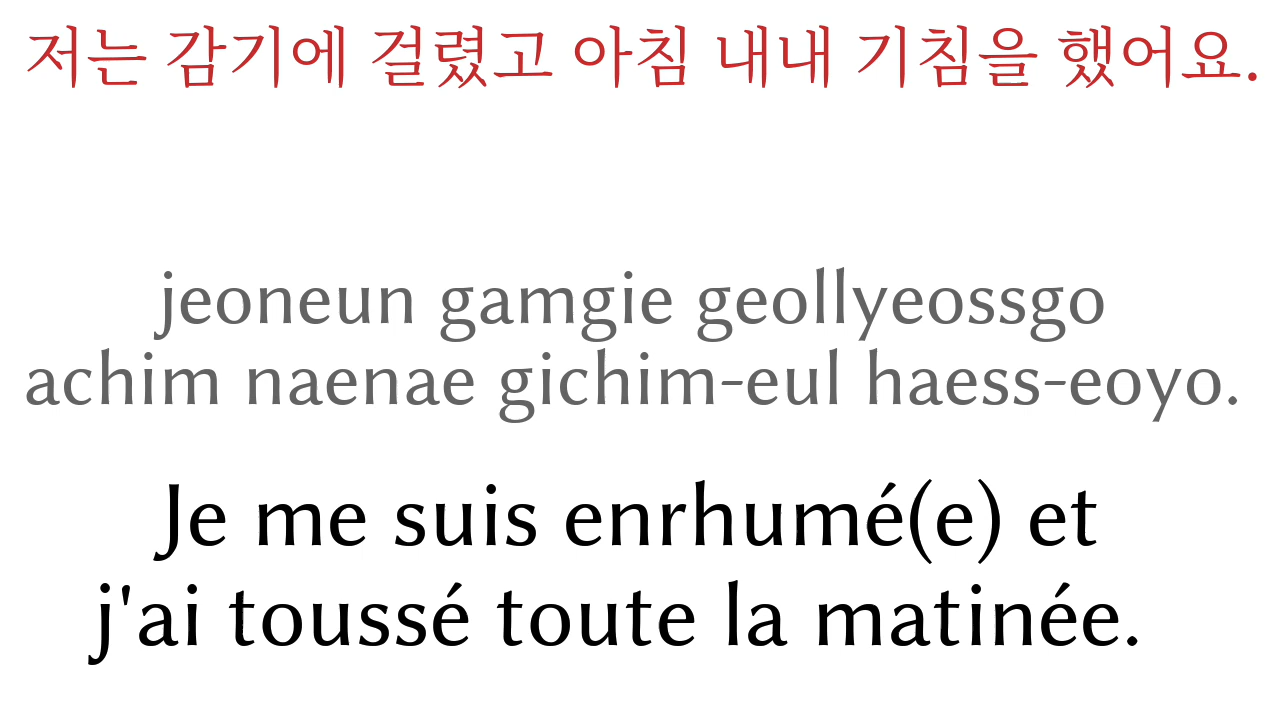 저는 감기에 걸렸고 아침 내내 기침을 했어요.
jeoneun gamgie geollyeossgo
achim naenae gichim-eul haess-eoyo.
Je me suis enrhumé(e) et
j'ai toussé toute la matinée.